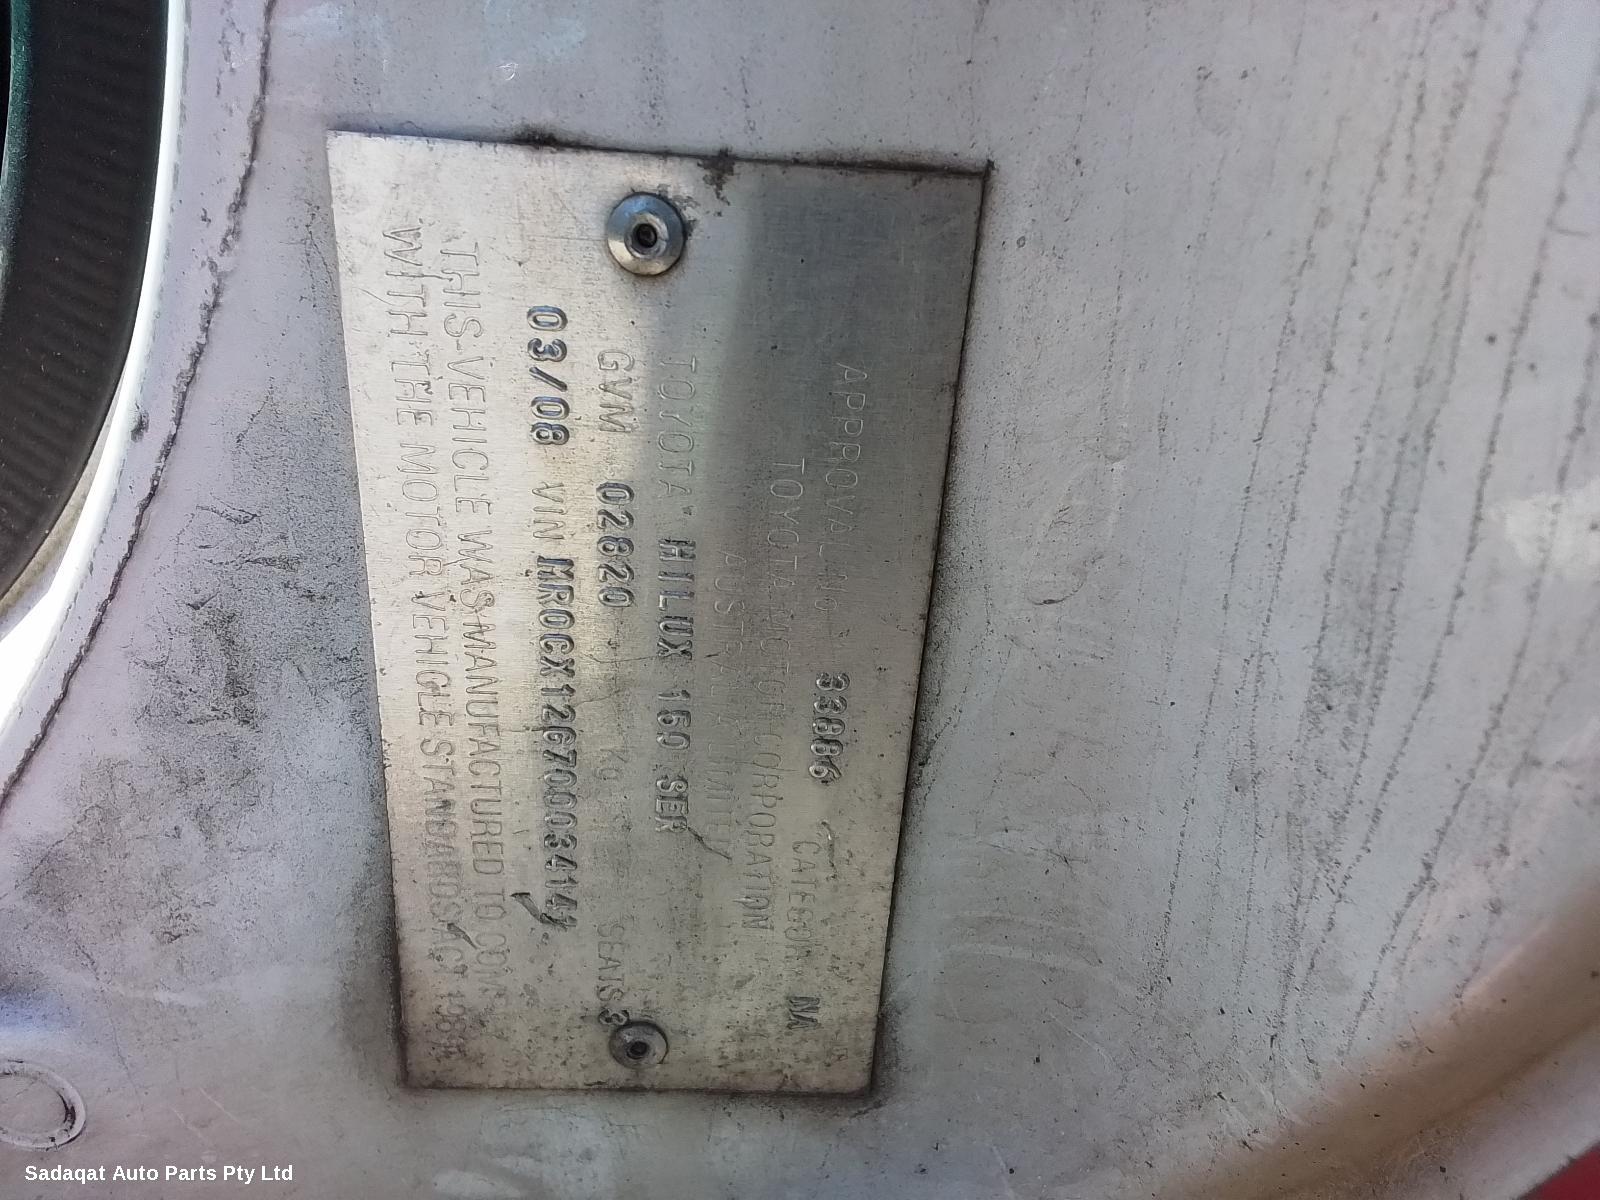 APPROVAL No 33886 CATEGORY NA
TOYOTA MOTOR CORPORATION
AUSTRALIA LIMITED
TOYOTA HILUX 160 SER
GVM 02820 Kg SEATS 3
03/08 VIN
THIS VEHICLE WAS MANUFACTURED TO COMPLY
WITH THE MOTOR VEHICLE STANDARDS ACT 1989
Sadaqat Auto Parts Pty Ltd